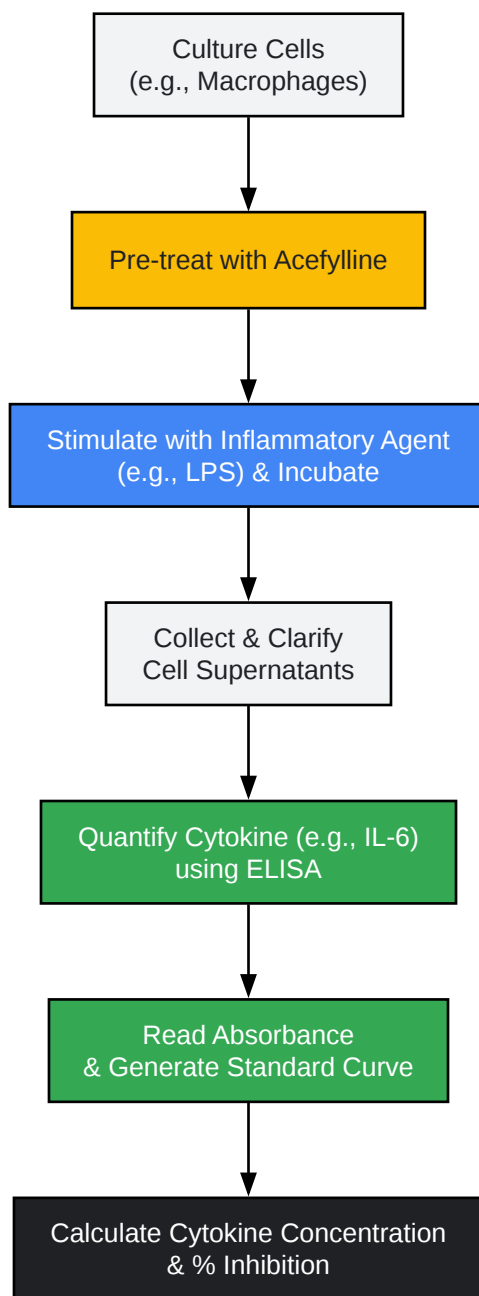 Culture Cells
(e.g., Macrophages)
Pre-treat with Acefylline
Stimulate with Inflammatory Agent
(e.g., LPS) & Incubate
Collect & Clarify
Cell Supernatants
Quantify Cytokine (e.g., IL-6)
using ELISA
Read Absorbance
& Generate Standard Curve
Calculate Cytokine Concentration
& % Inhibition